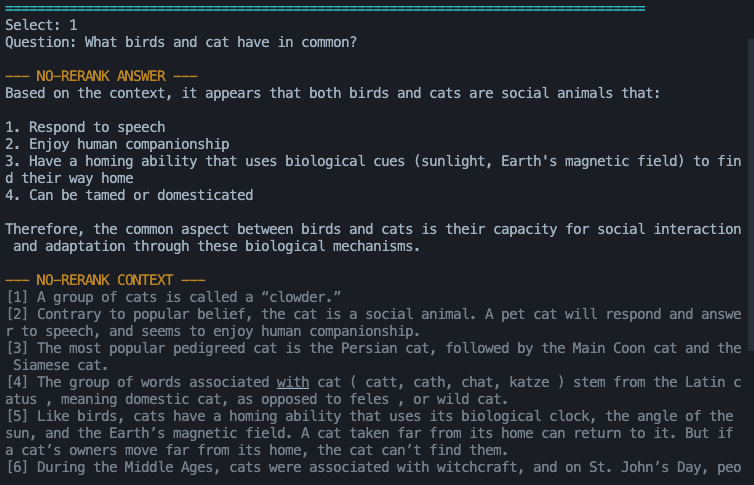 ================================================================================
Select: 1
Question: What birds and cat have in common?
--- NO-RERANK ANSWER ---
Based on the context, it appears that both birds and cats are social animals that:
1. Respond to speech
2. Enjoy human companionship
3. Have a homing ability that uses biological cues (sunlight, Earth's magnetic field) to fin
d their way home
4. Can be tamed or domesticated
Therefore, the common aspect between birds and cats is their capacity for social interaction
and adaptation through these biological mechanisms.
--- NO-RERANK CONTEXT ---
[1] A group of cats is called a “clowder.”
[2] Contrary to popular belief, the cat is a social animal. A pet cat will respond and answe
r to speech, and seems to enjoy human companionship.
[3] The most popular pedigreed cat is the Persian cat, followed by the Main Coon cat and the
Siamese cat.
[4] The group of words associated with cat ( catt, cath, chat, katze ) stem from the Latin c
atus , meaning domestic cat, as opposed to feles , or wild cat.
[5] Like birds, cats have a homing ability that uses its biological clock, the angle of the
sun, and the Earth’s magnetic field. A cat taken far from its home can return to it. But if
a cat’s owners move far from its home, the cat can’t find them.
[6] During the Middle Ages, cats were associated with witchcraft, and on St. John’s Day, peo